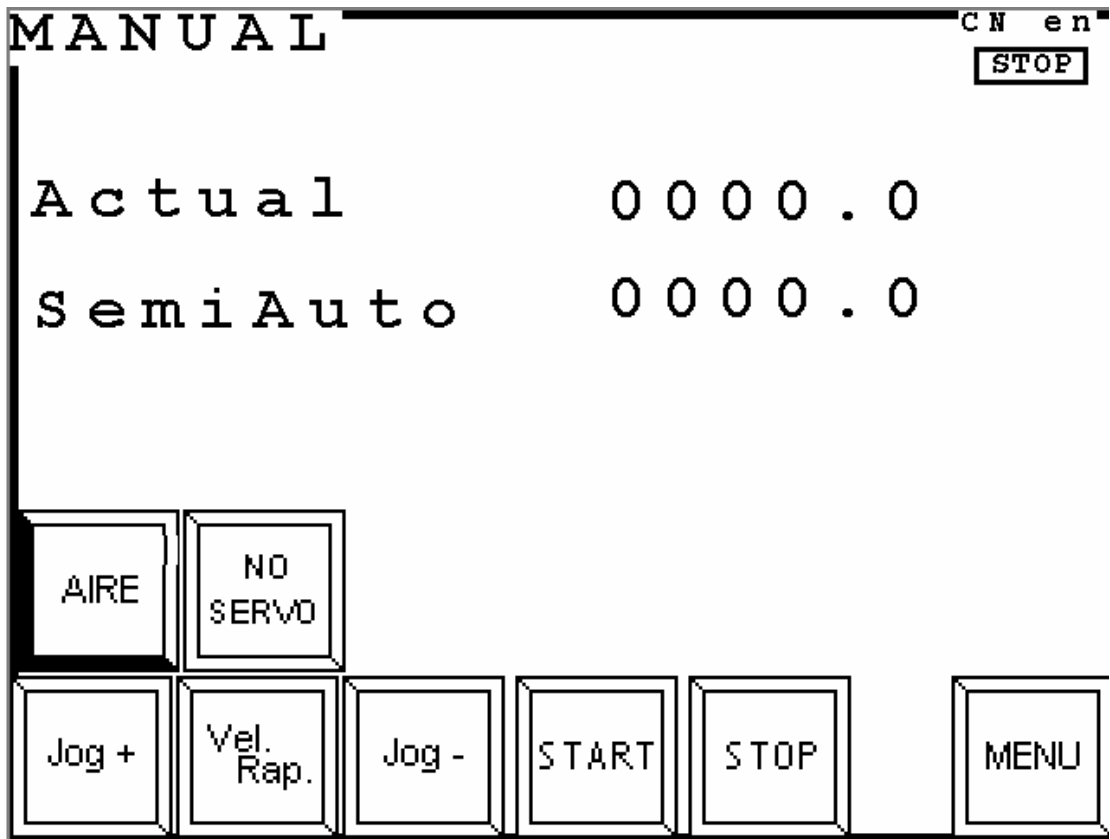 MANUAL
CN en
STOP
Actual 0000.0
SemiAuto 0000.0
AIRE
NO
SERVO
Jog +
Vel.
Rap.
Jog -
START
STOP
MENU